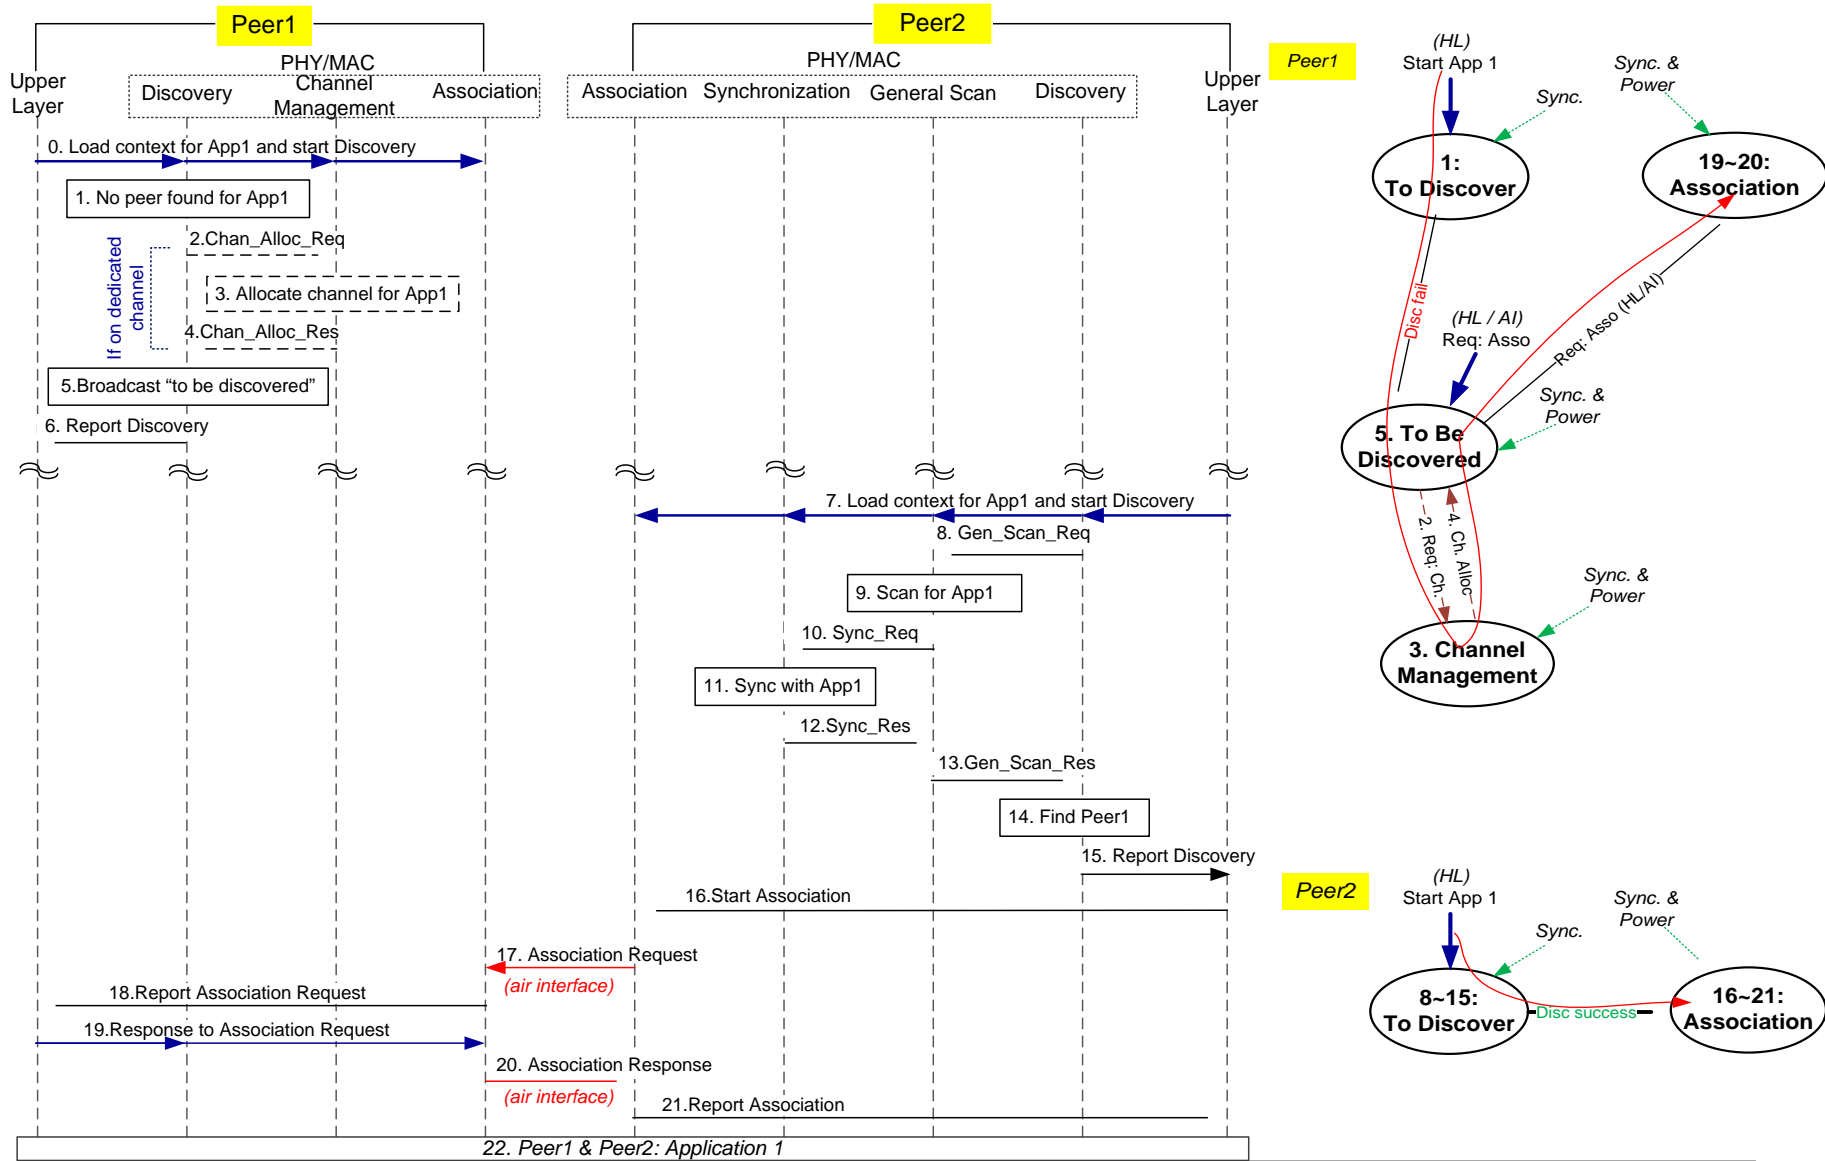 Peer1
Peer2
PHY/MAC
PHY/MAC
Upper
Layer
Discovery
Channel
Management
Association
Association
Synchronization
General Scan
Discovery
Upper
Layer
0. Load context for App1 and start Discovery
1. No peer found for App1
2.Chan_Alloc_Req
If on dedicated
channel
3. Allocate channel for App1
4.Chan_Alloc_Res
5.Broadcast “to be discovered”
6. Report Discovery
7. Load context for App1 and start Discovery
8. Gen_Scan_Req
9. Scan for App1
10. Sync_Req
11. Sync with App1
12.Sync_Res
13.Gen_Scan_Res
14. Find Peer1
15. Report Discovery
16.Start Association
17. Association Request
(air interface)
18.Report Association Request
19.Response to Association Request
20. Association Response
(air interface)
21.Report Association
22. Peer1 & Peer2: Application 1
Peer1
(HL)
Start App 1
Sync.
Sync. &
Power
1:
To Discover
19~20:
Association
Disc fail
(HL / AI)
Req: Asso
Req: Asso (HL/AI)
Sync. &
Power
5. To Be
Discovered
2. Req: Ch.
4. Ch. Alloc
Sync. &
Power
3. Channel
Management
Peer2
(HL)
Start App 1
Sync.
Sync. &
Power
8~15:
To Discover
Disc success
16~21:
Association